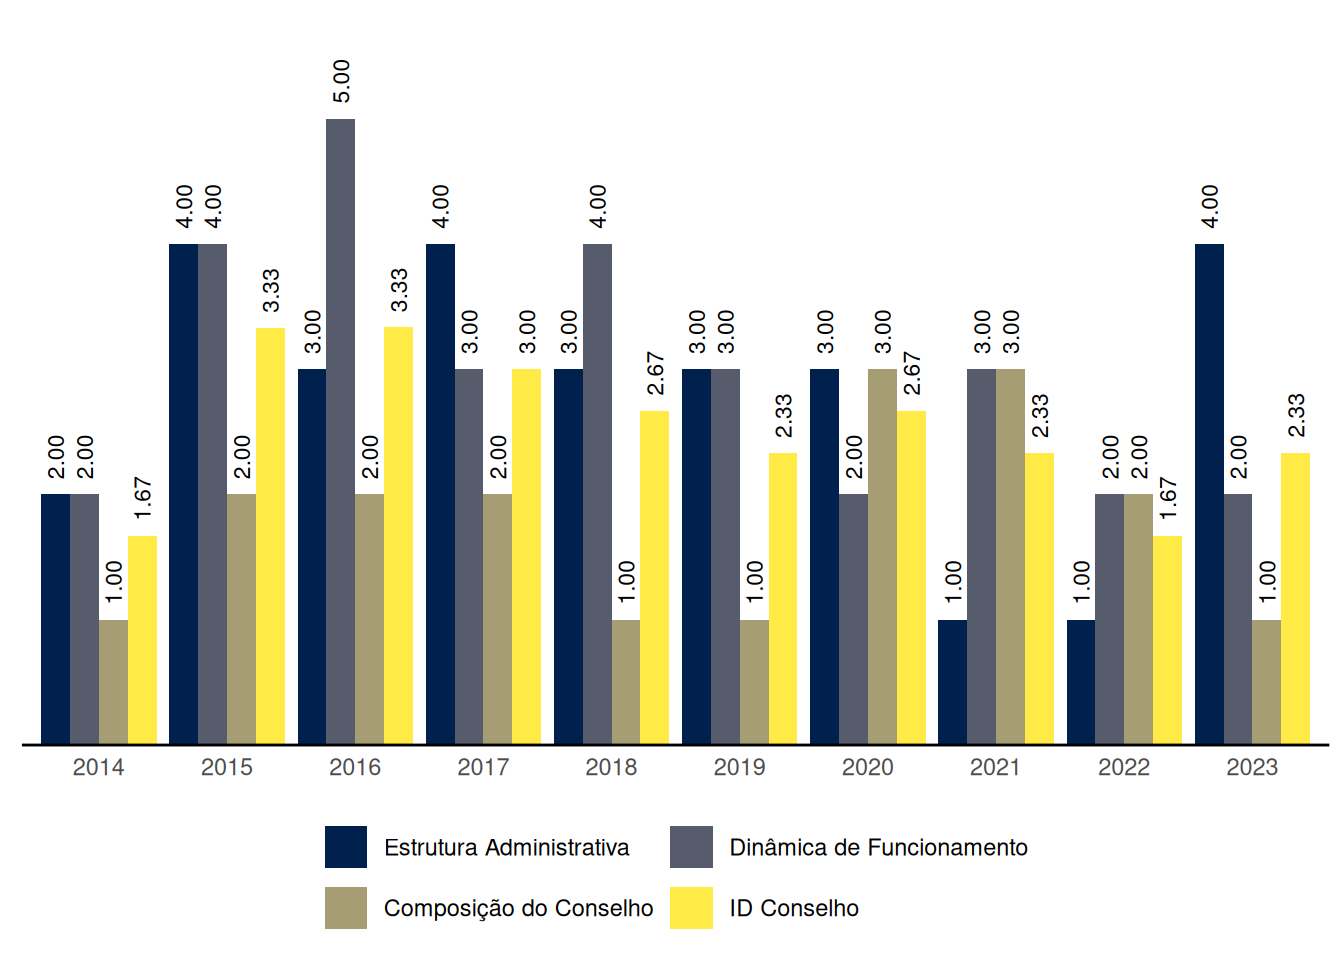 5.00
4.00 4.00 4.00 4.00 4.00
3.33 3.33
3.00 3.00 3.00 3.00 3.00 3.00 3.00 3.00 3.00 3.00
2.67 2.67
2.33 2.33 2.33
2.00 2.00 2.00 2.00 2.00 2.00 2.00 2.00 2.00
1.67 1.67
1.00 1.00 1.00 1.00 1.00 1.00
2014 2015 2016 2017 2018 2019 2020 2021 2022 2023
Estrutura Administrativa Dinâmica de Funcionamento
Composição do Conselho ID Conselho